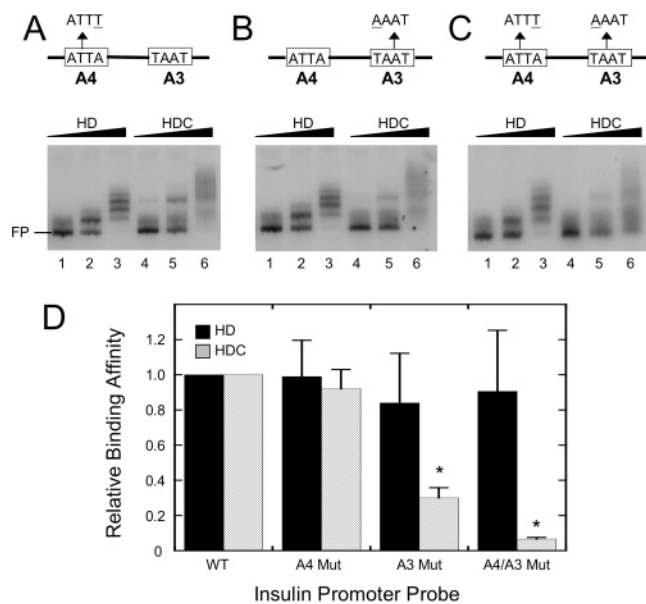 A
ATTT
ATTA
TAAT
A4
A3
HD
HDC
FP
1 2 3 4 5 6
B
AAAT
ATTA
TAAT
A4
A3
HD
HDC
1 2 3 4 5 6
C
ATTT
AAAT
ATTA
TAAT
A4
A3
HD
HDC
1 2 3 4 5 6
D
HD
HDC
Relative Binding Affinity
1.2
1.0
0.8
0.6
0.4
0.2
0
*
*
WT
A4 Mut
A3 Mut
A4/A3 Mut
Insulin Promoter Probe